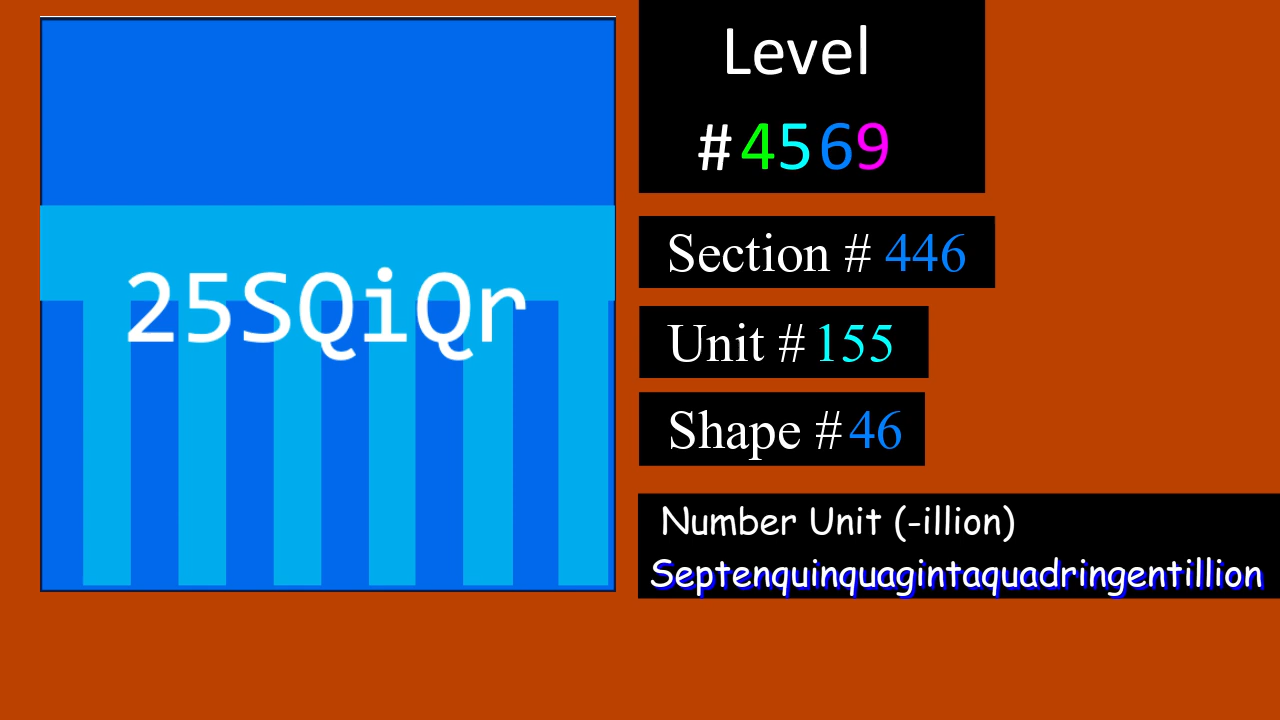 25SQiQr
Level
#4569
Section # 446
Unit # 155
Shape # 46
Number Unit (-illion)
Septenquinquagintaquadringentillion